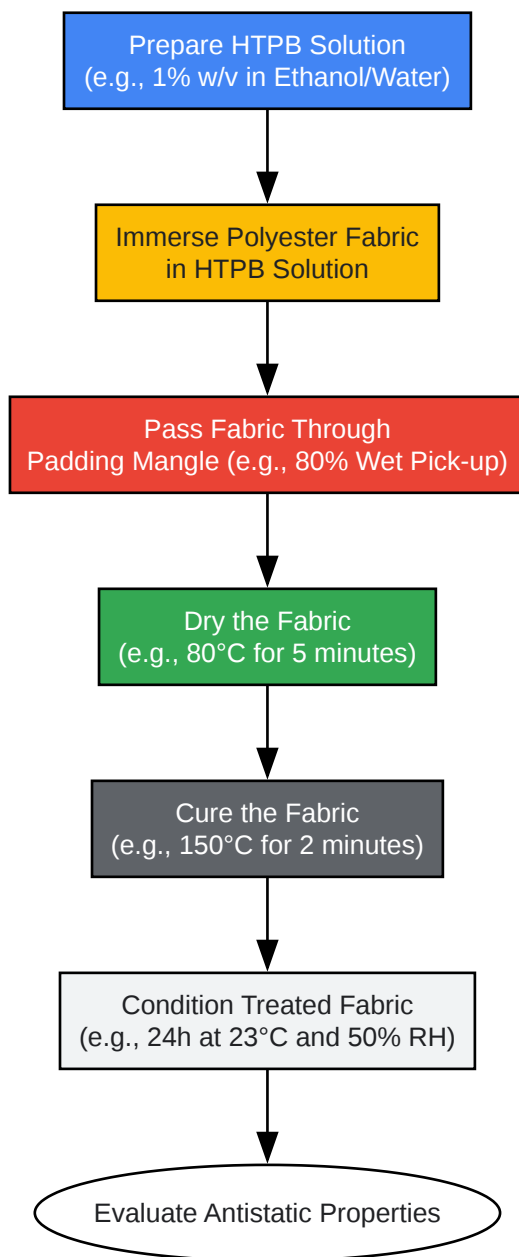 Prepare HTPB Solution
(e.g., 1% w/v in Ethanol/Water)
Immerse Polyester Fabric
in HTPB Solution
Pass Fabric Through
Padding Mangle (e.g., 80% Wet Pick-up)
Dry the Fabric
(e.g., 80°C for 5 minutes)
Cure the Fabric
(e.g., 150°C for 2 minutes)
Condition Treated Fabric
(e.g., 24h at 23°C and 50% RH)
Evaluate Antistatic Properties